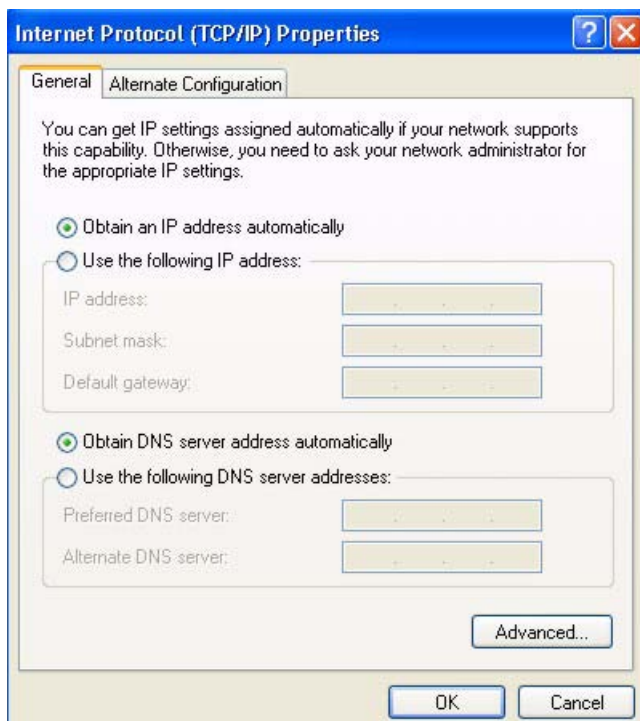 Internet Protocol (TCP/IP) Properties
General
Alternate Configuration
You can get IP settings assigned automatically if your network supports
this capability. Otherwise, you need to ask your network administrator for
the appropriate IP settings.
Obtain an IP address automatically
Use the following IP address:
IP address:
Subnet mask:
Default gateway:
Obtain DNS server address automatically
Use the following DNS server addresses:
Preferred DNS server:
Alternate DNS server:
Advanced...
OK
Cancel